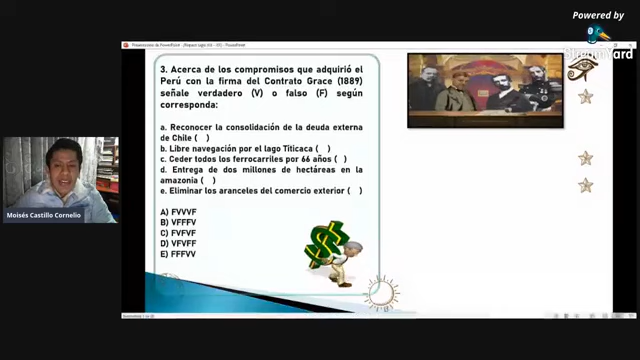 Powered by
StreamYard
3. Acerca de los compromisos que adquirió el
Perú con la firma del Contrato Grace (1889)
señale verdadero (V) o falso (F) según
corresponda:
a. Reconocer la consolidación de la deuda externa
de Chile ( )
b. Libre navegación por el lago Titicaca ( )
c. Ceder todos los ferrocarriles por 66 años ( )
d. Entrega de dos millones de hectáreas en la
amazonia ( )
e. Eliminar los aranceles del comercio exterior ( )
A) FVVVF
B) VFFFV
C) FVFVF
D) VFVFF
E) FFFVV
Moisés Castillo Cornelio